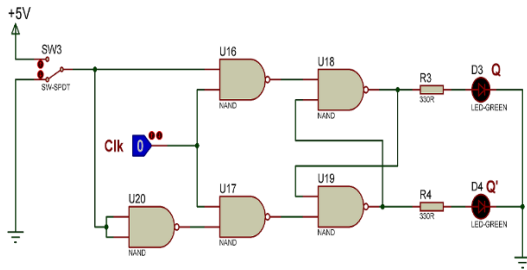 +5V
SW3
SW-SPDT
Clk
0
U16
NAND
U18
NAND
R3
330R
D3
Q
LED-GREEN
U20
NAND
U17
NAND
U19
NAND
R4
330R
D4
Q'
LED-GREEN